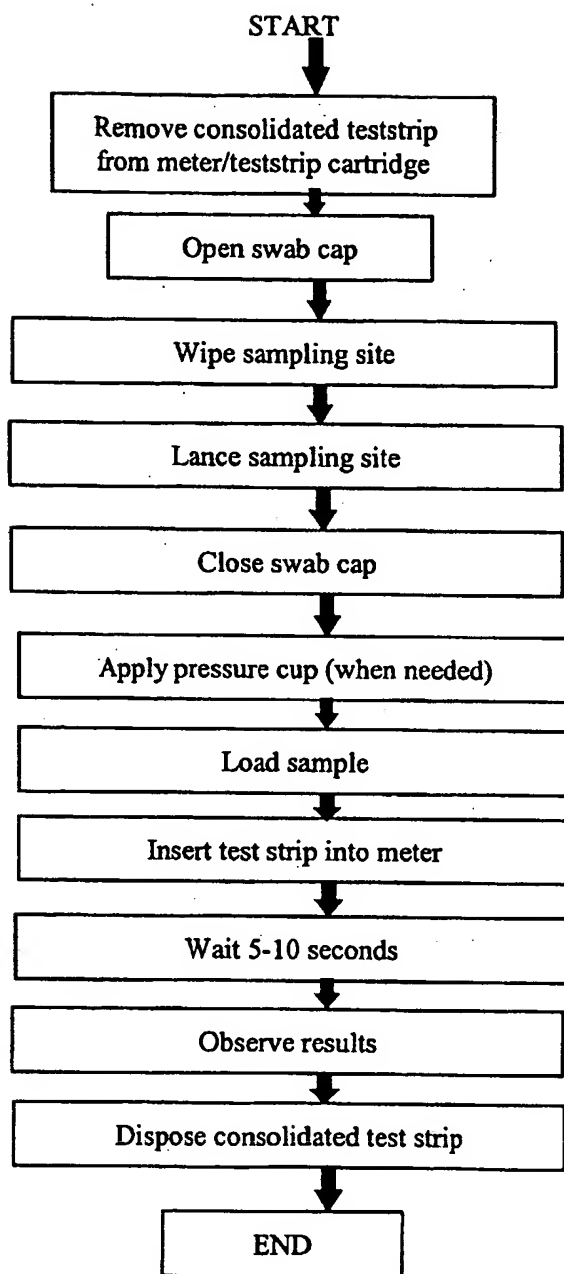 START
Remove consolidated teststrip
from meter/teststrip cartridge
Open swab cap
Wipe sampling site
Lance sampling site
Close swab cap
Apply pressure cup (when needed)
Load sample
Insert test strip into meter
Wait 5-10 seconds
Observe results
Dispose consolidated test strip
END